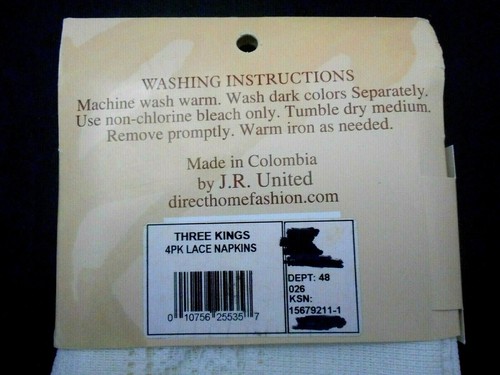 WASHING INSTRUCTIONS
Machine wash warm. Wash dark colors Separately.
Use non-chlorine bleach only. Tumble dry medium.
Remove promptly. Warm iron as needed.
Made in Colombia
by J.R. United
directhomefashion.com
THREE KINGS
4PK LACE NAPKINS
0 10756 25535 7
DEPT: 48
026
KSN:
15679211-1